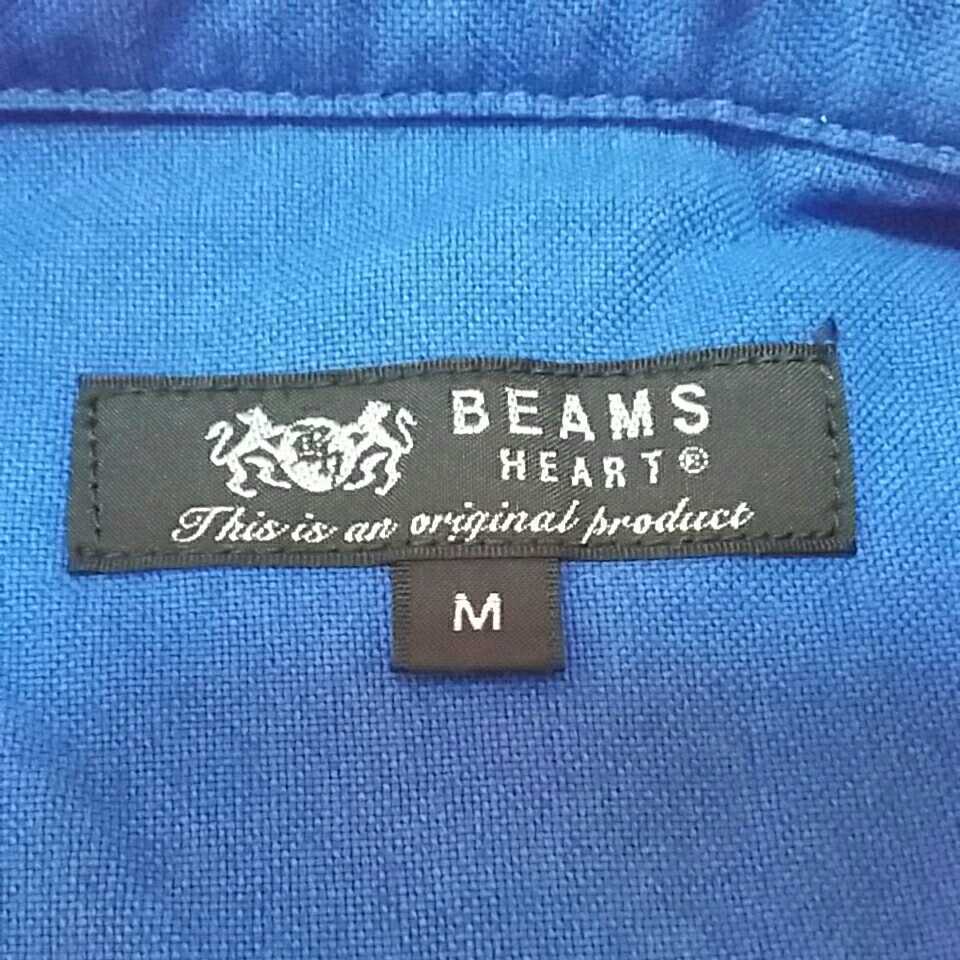 BEAMS
HEART®
This is an original product
M